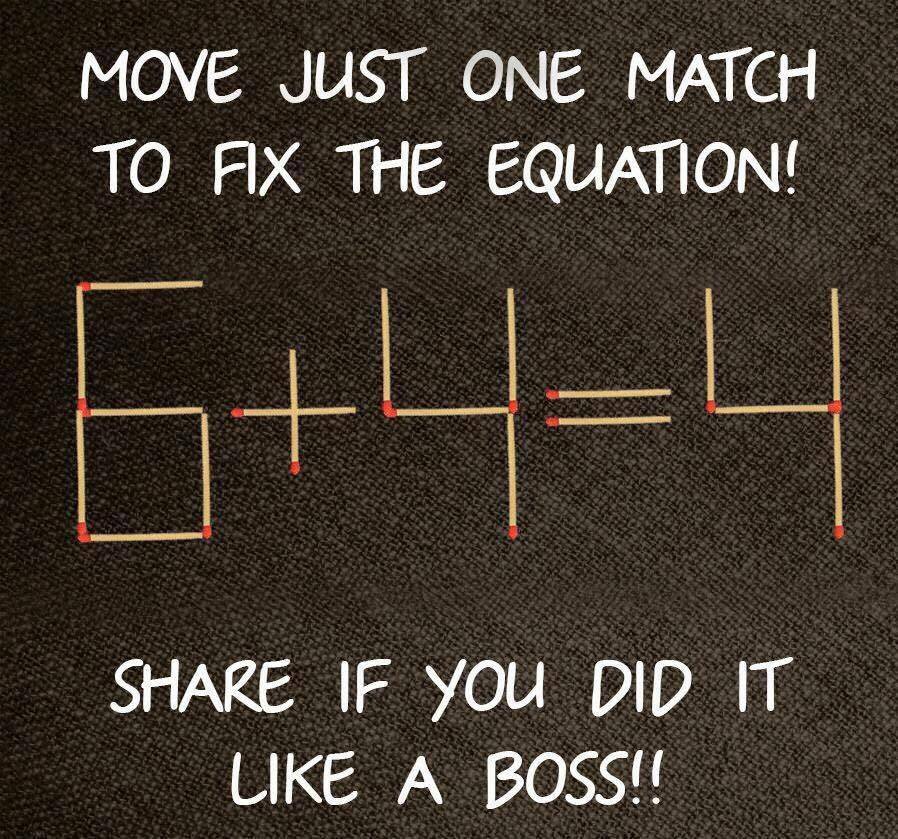 MOVE JUST ONE MATCH
TO FIX THE EQUATION!
6+4=4
SHARE IF YOU DID IT
LIKE A BOSS!!